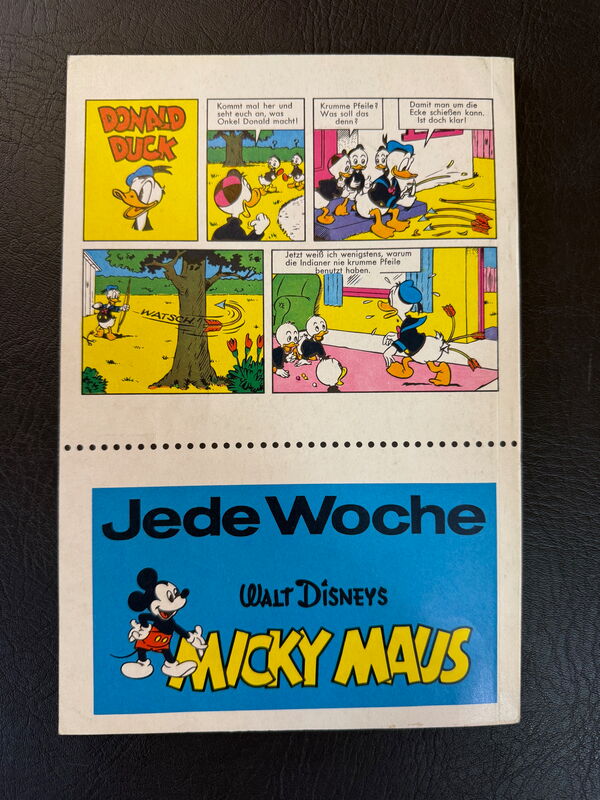 DONALD
DUCK
Kommt mal her und
seht euch an, was
Onkel Donald macht!
Krumme Pfeile?
Was soll das
denn?
Damit man um die
Ecke schießen kann.
Ist doch klar!
WATSCH!
Jetzt weiß ich wenigstens, warum
die Indianer nie krumme Pfeile
benutzt haben.
Jede Woche
WALT DISNEYS
MICKY MAUS